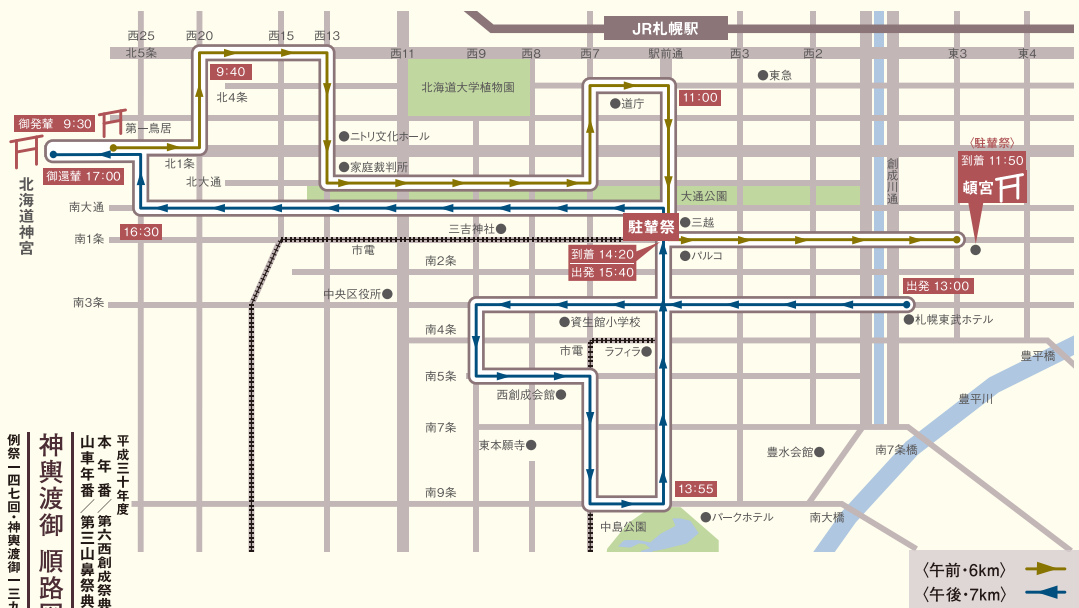 JR札幌駅
西25
西20
西15
西13
西11
西9
西8
西7
駅前通
西3
西2
東3
東4
北5条
9:40
北4条
北海道大学植物園
東急
道庁
11:00
御発輦 9:30
第一鳥居
ニトリ文化ホール
北1条
家庭裁判所
〈駐輦祭〉
到着 11:50
頓宮
創成川通
御還輦 17:00
北大通
北海道神宮
大通公園
南大通
16:30
南1条
三吉神社
市電
駐輦祭
三越
パルコ
到着 14:20
出発 15:40
南2条
中央区役所
出発 13:00
南3条
資生館小学校
札幌東武ホテル
南4条
市電
ラフィラ
豊平橋
南5条
西創成会館
豊平川
南7条
東本願寺
豊水会館
南7条橋
南9条
13:55
中島公園
パークホテル
南大橋
平成三十年度
本年番／第六西創成祭典
山車年番／第三山鼻祭典
神輿渡御 順路
例祭一四七回・神輿渡御一三
〈午前・6km〉
〈午後・7km〉